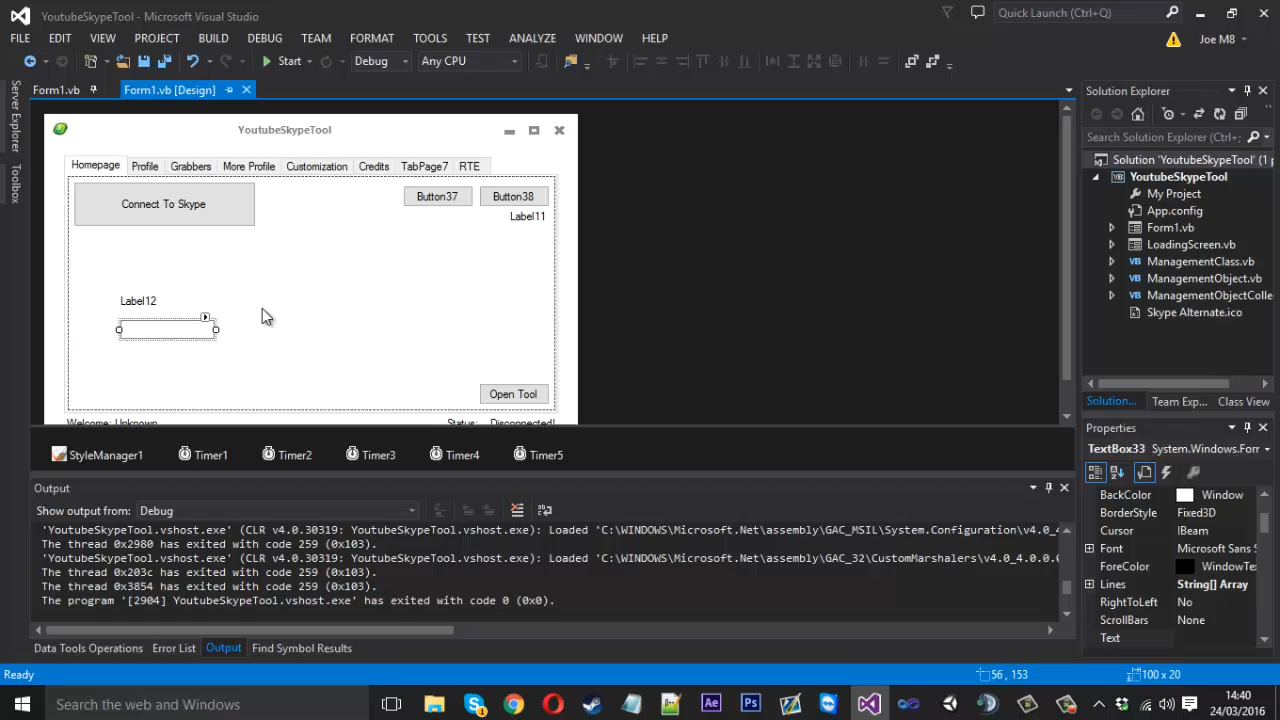 YoutubeSkypeTool - Microsoft Visual Studio
Quick Launch (Ctrl+Q)
FILE EDIT VIEW PROJECT BUILD DEBUG TEAM FORMAT TOOLS TEST ANALYZE WINDOW HELP
Joe M8
Start Debug Any CPU
Server Explorer
Toolbox
Form1.vb Form1.vb [Design]
YoutubeSkypeTool
Homepage Profile Grabbers More Profile Customization Credits TabPage7 RTE
Connect To Skype
Button37 Button38
Label11
Label12
Open Tool
Welcome: Unknown Status: Disconnected!
StyleManager1 Timer1 Timer2 Timer3 Timer4 Timer5
Output
Show output from: Debug
'YoutubeSkypeTool.vshost.exe' (CLR v4.0.30319: YoutubeSkypeTool.vshost.exe): Loaded 'C:\WINDOWS\Microsoft.Net\assembly\GAC_MSIL\System.Configuration\v4.0_4
The thread 0x2980 has exited with code 259 (0x103).
'YoutubeSkypeTool.vshost.exe' (CLR v4.0.30319: YoutubeSkypeTool.vshost.exe): Loaded 'C:\WINDOWS\Microsoft.Net\assembly\GAC_32\CustomMarshalers\v4.0_4.0.0.0
The thread 0x203c has exited with code 259 (0x103).
The thread 0x3854 has exited with code 259 (0x103).
The program '[2904] YoutubeSkypeTool.vshost.exe' has exited with code 0 (0x0).
Data Tools Operations Error List Output Find Symbol Results
Solution Explorer
Search Solution Explorer (Ctrl+;
Solution 'YoutubeSkypeTool' (1 p
YoutubeSkypeTool
My Project
App.config
Form1.vb
LoadingScreen.vb
ManagementClass.vb
ManagementObject.vb
ManagementObjectColle
Skype Alternate.ico
Solution... Team Exp... Class View
Properties
TextBox33 System.Windows.Forr
BackColor Window
BorderStyle Fixed3D
Cursor IBeam
Font Microsoft Sans S
ForeColor WindowTex
Lines String[] Array
RightToLeft No
ScrollBars None
Text
Ready 56 , 153 100 x 20
Search the web and Windows
Ae Ps
14:40
24/03/2016